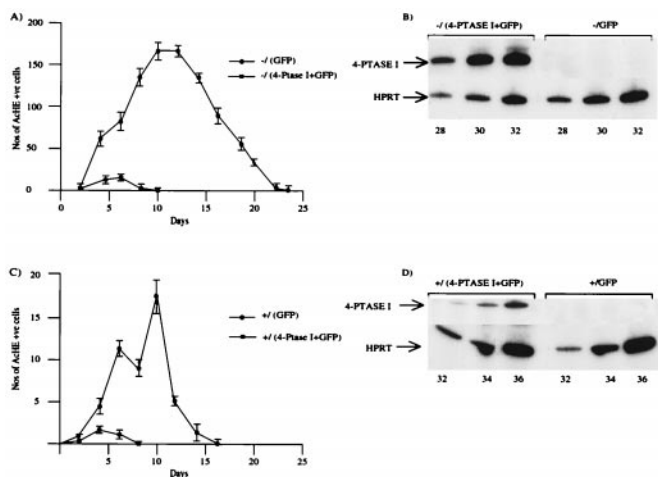 A)
Nos of AcHE +ve cells
200
150
100
50
0
0 5 10 15 20 25
Days
-/ (GFP)
-/ (4-Ptase I+GFP)
B)
-/ (4-PTASE I+GFP) -/GFP
4-PTASE I
HPRT
28 30 32 28 30 32
C)
Nos of AcHE +ve cells
20
15
10
5
0 5 10 15 20 25
Days
+/ (GFP)
+/ (4-Ptase I+GFP)
D)
+/ (4-PTASE I+GFP) +/GFP
4-PTASE I
HPRT
32 34 36 32 34 36